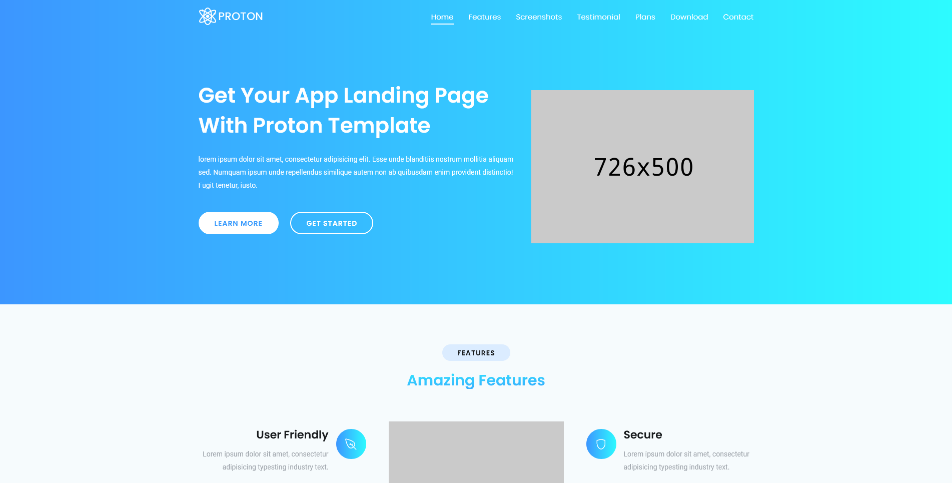 PROTON
Home Features Screenshots Testimonial Plans Download Contact
Get Your App Landing Page
With Proton Template
lorem ipsum dolor sit amet, consectetur adipisicing elit. Esse unde blanditiis nostrum mollitia aliquam
sed. Numquam ipsum unde repellendus similique autem non ab quibusdam enim provident distinctio!
Fugit tenetur, iusto.
LEARN MORE
GET STARTED
726x500
FEATURES
Amazing Features
User Friendly
Lorem ipsum dolor sit amet, consectetur
adipisicing typesting industry text.
Secure
Lorem ipsum dolor sit amet, consectetur
adipisicing typesting industry text.